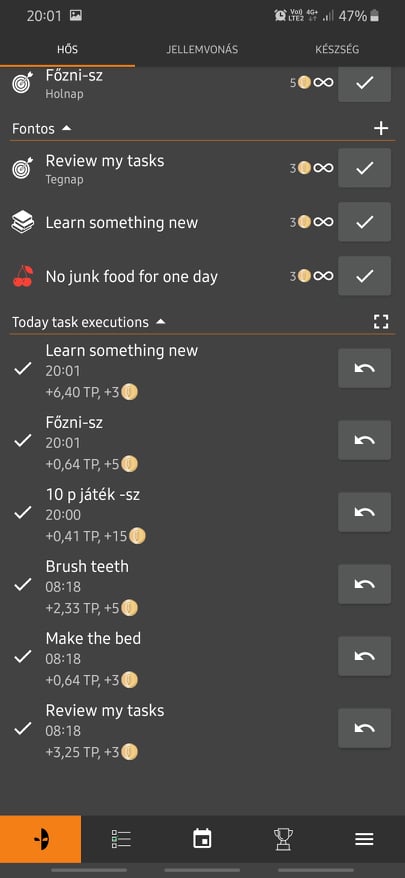 20:01
Vo)) 4G+ LTE2 47%
HŐS JELLEMVONÁS KÉSZSÉG
Főzni-sz
Holnap
5 ∞
Fontos
Review my tasks
Tegnap
3 ∞
Learn something new
3 ∞
No junk food for one day
3 ∞
Today task executions
Learn something new
20:01
+6,40 TP, +3
Főzni-sz
20:01
+0,64 TP, +5
10 p játék -sz
20:00
+0,41 TP, +15
Brush teeth
08:18
+2,33 TP, +5
Make the bed
08:18
+0,64 TP, +3
Review my tasks
08:18
+3,25 TP, +3